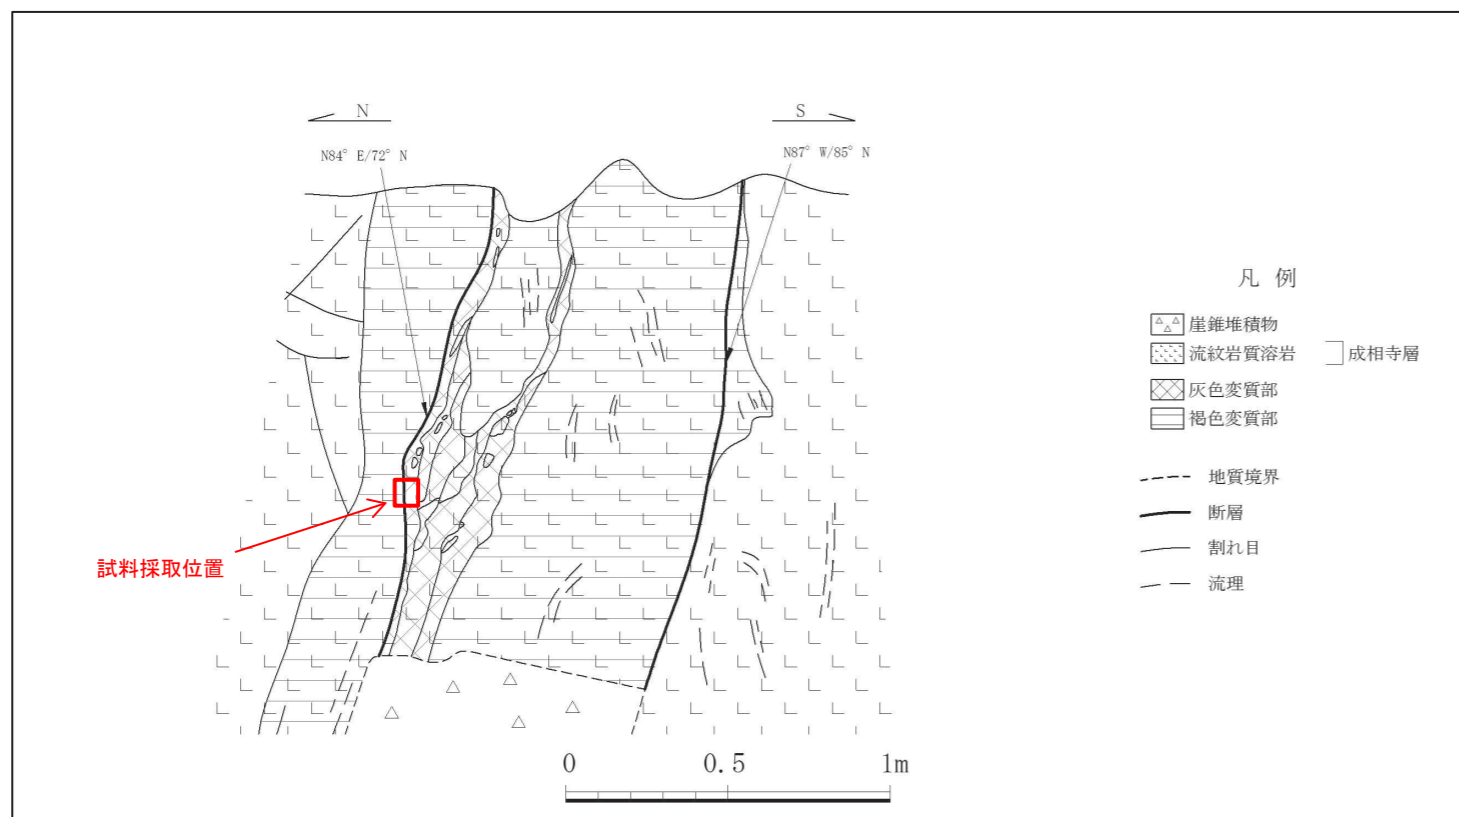 N
S
N84° E/72° N
N87° W/85° N
凡 例
崖錐堆積物
流紋岩質溶岩
成相寺層
灰色変質部
褐色変質部
地質境界
断層
割れ目
流理
試料採取位置
0 0.5 1m